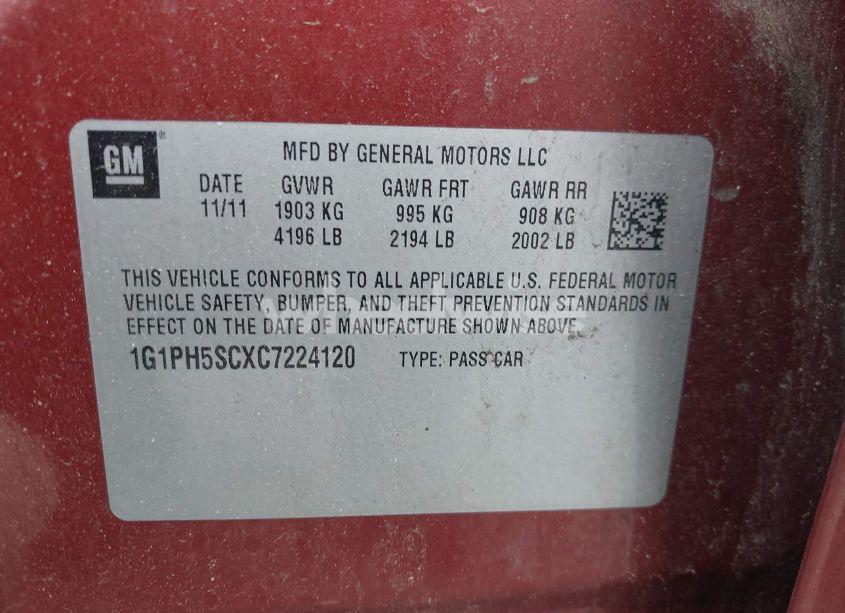 GM
MFD BY GENERAL MOTORS LLC
DATE GVWR GAWR FRT GAWR RR
11/11 1903 KG 995 KG 908 KG
4196 LB 2194 LB 2002 LB
THIS VEHICLE CONFORMS TO ALL APPLICABLE U.S. FEDERAL MOTOR
VEHICLE SAFETY, BUMPER, AND THEFT PREVENTION STANDARDS IN
EFFECT ON THE DATE OF MANUFACTURE SHOWN ABOVE.
1G1PH5SCXC7224120 TYPE: PASS CAR